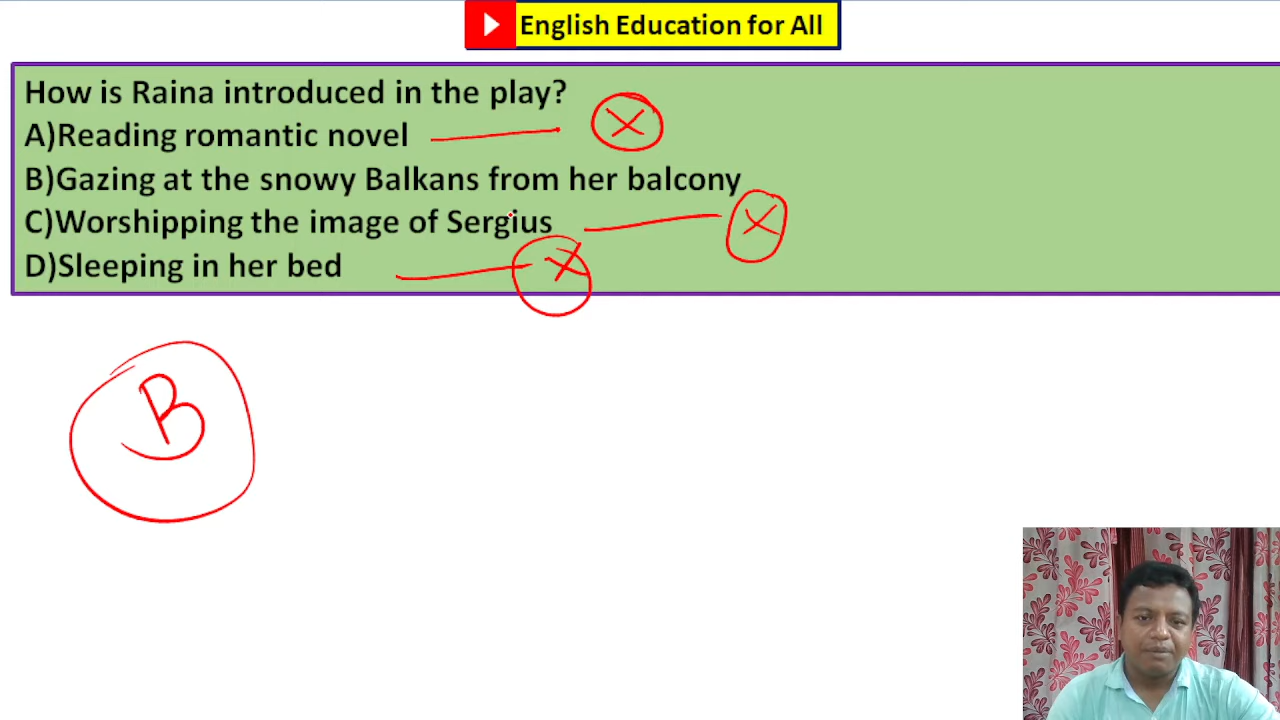 English Education for All
How is Raina introduced in the play?
A)Reading romantic novel
B)Gazing at the snowy Balkans from her balcony
C)Worshipping the image of Sergius
D)Sleeping in her bed
B